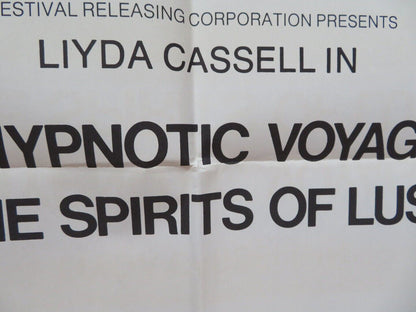 ESTIVAL RELEASING CORPORATION PRESENTS
LIYDA CASSELL IN
HYPNOTIC VOYAG
HE SPIRITS OF LUS